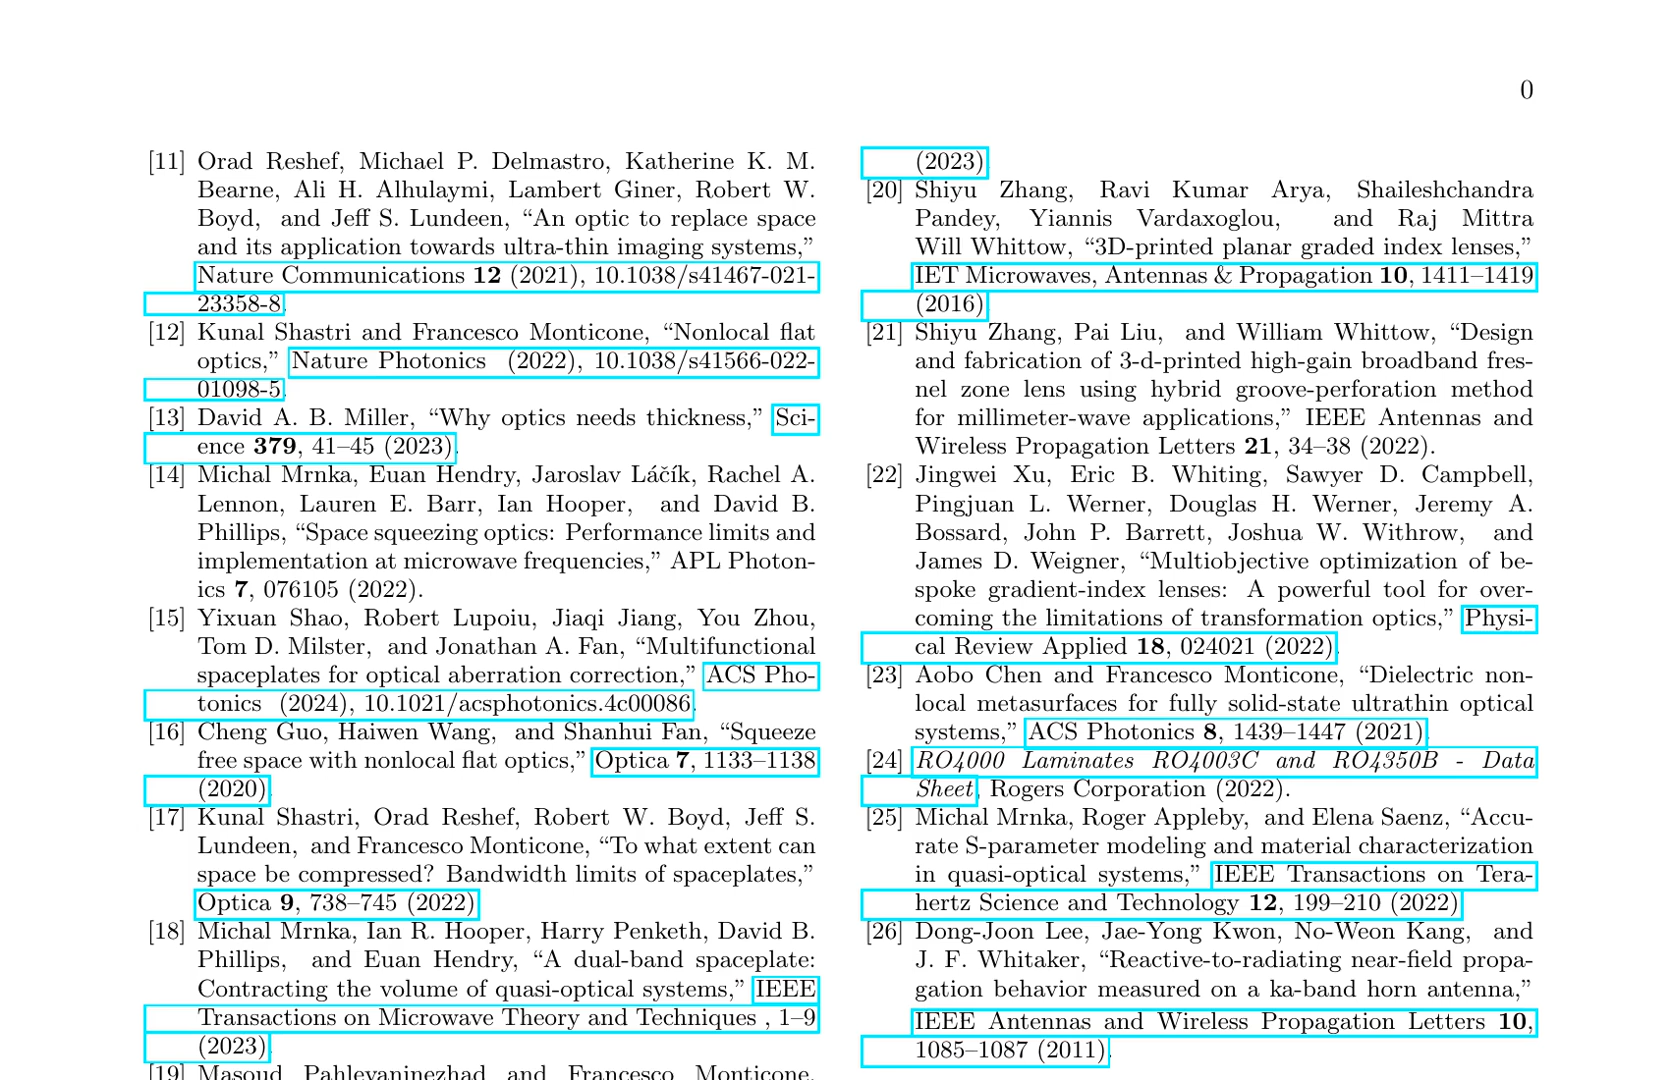 0
[11] Orad Reshef, Michael P. Delmastro, Katherine K. M.
Bearne, Ali H. Alhulaymi, Lambert Giner, Robert W.
Boyd, and Jeff S. Lundeen, “An optic to replace space
and its application towards ultra-thin imaging systems,”
Nature Communications 12 (2021), 10.1038/s41467-021-
23358-8.
[12] Kunal Shastri and Francesco Monticone, “Nonlocal flat
optics,” Nature Photonics (2022), 10.1038/s41566-022-
01098-5.
[13] David A. B. Miller, “Why optics needs thickness,” Sci-
ence 379, 41–45 (2023).
[14] Michal Mrnka, Euan Hendry, Jaroslav Láčík, Rachel A.
Lennon, Lauren E. Barr, Ian Hooper, and David B.
Phillips, “Space squeezing optics: Performance limits and
implementation at microwave frequencies,” APL Photon-
ics 7, 076105 (2022).
[15] Yixuan Shao, Robert Lupoiu, Jiaqi Jiang, You Zhou,
Tom D. Milster, and Jonathan A. Fan, “Multifunctional
spaceplates for optical aberration correction,” ACS Pho-
tonics (2024), 10.1021/acsphotonics.4c00086.
[16] Cheng Guo, Haiwen Wang, and Shanhui Fan, “Squeeze
free space with nonlocal flat optics,” Optica 7, 1133–1138
(2020).
[17] Kunal Shastri, Orad Reshef, Robert W. Boyd, Jeff S.
Lundeen, and Francesco Monticone, “To what extent can
space be compressed? Bandwidth limits of spaceplates,”
Optica 9, 738–745 (2022).
[18] Michal Mrnka, Ian R. Hooper, Harry Penketh, David B.
Phillips, and Euan Hendry, “A dual-band spaceplate:
Contracting the volume of quasi-optical systems,” IEEE
Transactions on Microwave Theory and Techniques , 1–9
(2023).
[19] Masoud Pahlevaninezhad and Francesco Monticone,
(2023).
[20] Shiyu Zhang, Ravi Kumar Arya, Shaileshchandra
Pandey, Yiannis Vardaxoglou, and Raj Mittra
Will Whittow, “3D-printed planar graded index lenses,”
IET Microwaves, Antennas & Propagation 10, 1411–1419
(2016).
[21] Shiyu Zhang, Pai Liu, and William Whittow, “Design
and fabrication of 3-d-printed high-gain broadband fres-
nel zone lens using hybrid groove-perforation method
for millimeter-wave applications,” IEEE Antennas and
Wireless Propagation Letters 21, 34–38 (2022).
[22] Jingwei Xu, Eric B. Whiting, Sawyer D. Campbell,
Pingjuan L. Werner, Douglas H. Werner, Jeremy A.
Bossard, John P. Barrett, Joshua W. Withrow, and
James D. Weigner, “Multiobjective optimization of be-
spoke gradient-index lenses: A powerful tool for over-
coming the limitations of transformation optics,” Physi-
cal Review Applied 18, 024021 (2022).
[23] Aobo Chen and Francesco Monticone, “Dielectric non-
local metasurfaces for fully solid-state ultrathin optical
systems,” ACS Photonics 8, 1439–1447 (2021).
[24] RO4000 Laminates RO4003C and RO4350B - Data
Sheet, Rogers Corporation (2022).
[25] Michal Mrnka, Roger Appleby, and Elena Saenz, “Accu-
rate S-parameter modeling and material characterization
in quasi-optical systems,” IEEE Transactions on Tera-
hertz Science and Technology 12, 199–210 (2022).
[26] Dong-Joon Lee, Jae-Yong Kwon, No-Weon Kang, and
J. F. Whitaker, “Reactive-to-radiating near-field propa-
gation behavior measured on a ka-band horn antenna,”
IEEE Antennas and Wireless Propagation Letters 10,
1085–1087 (2011).